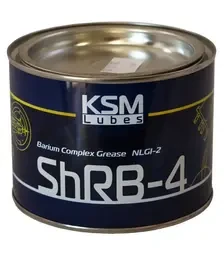 KSM
Lubes
Barium Complex Grease NLGI-2
ShRB-4